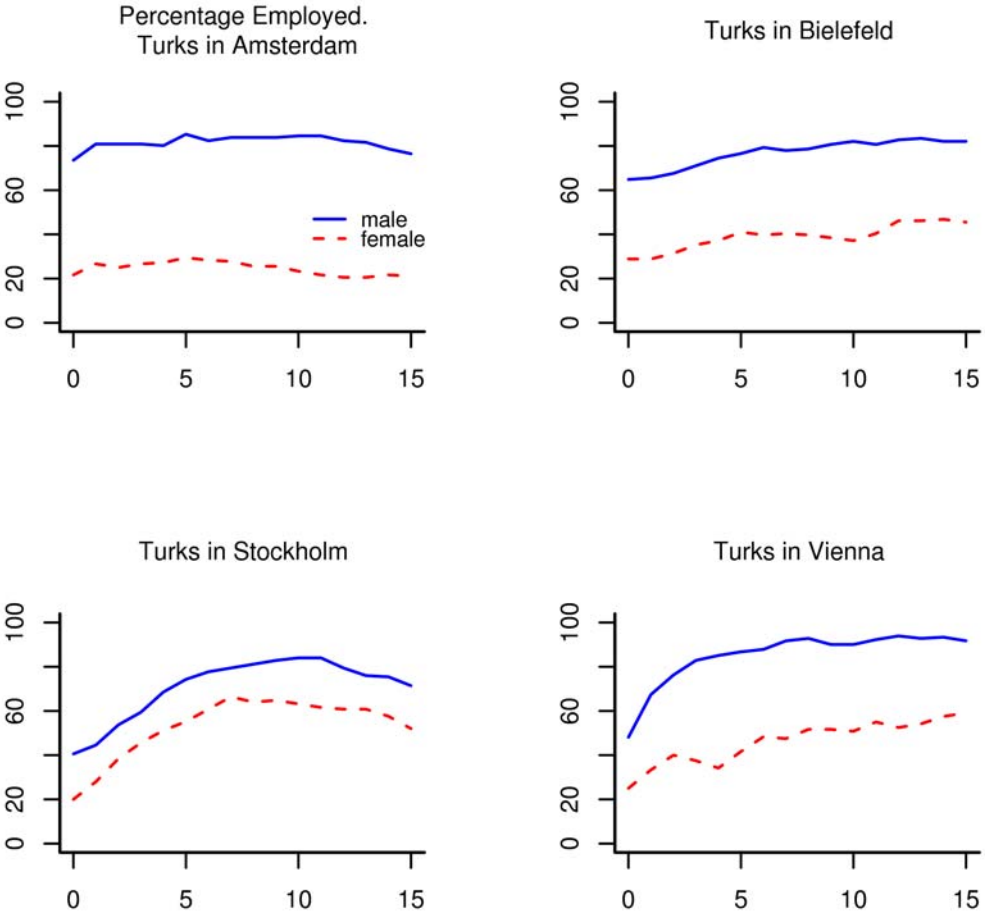 Percentage Employed.
Turks in Amsterdam
100
60
20
0
male
female
0 5 10 15
Turks in Bielefeld
100
60
20
0
0 5 10 15
Turks in Stockholm
100
60
20
0
0 5 10 15
Turks in Vienna
100
60
20
0
0 5 10 15